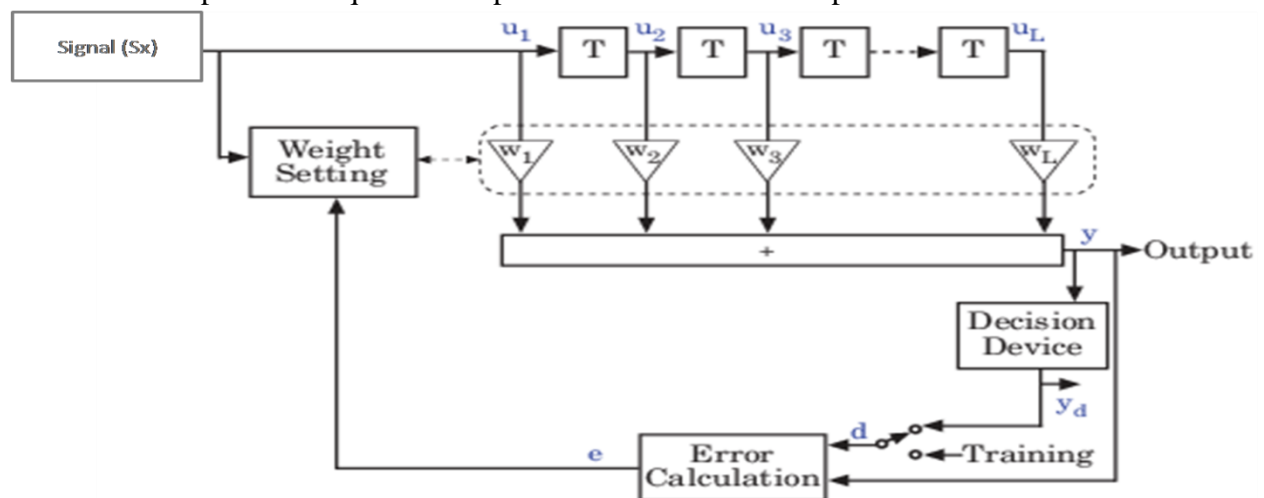 Signal (Sx)
u1
u2
u3
uL
T
T
T
T
Weight
Setting
w1
w2
w3
wL
+
y
Output
Decision
Device
yd
d
Training
e
Error
Calculation